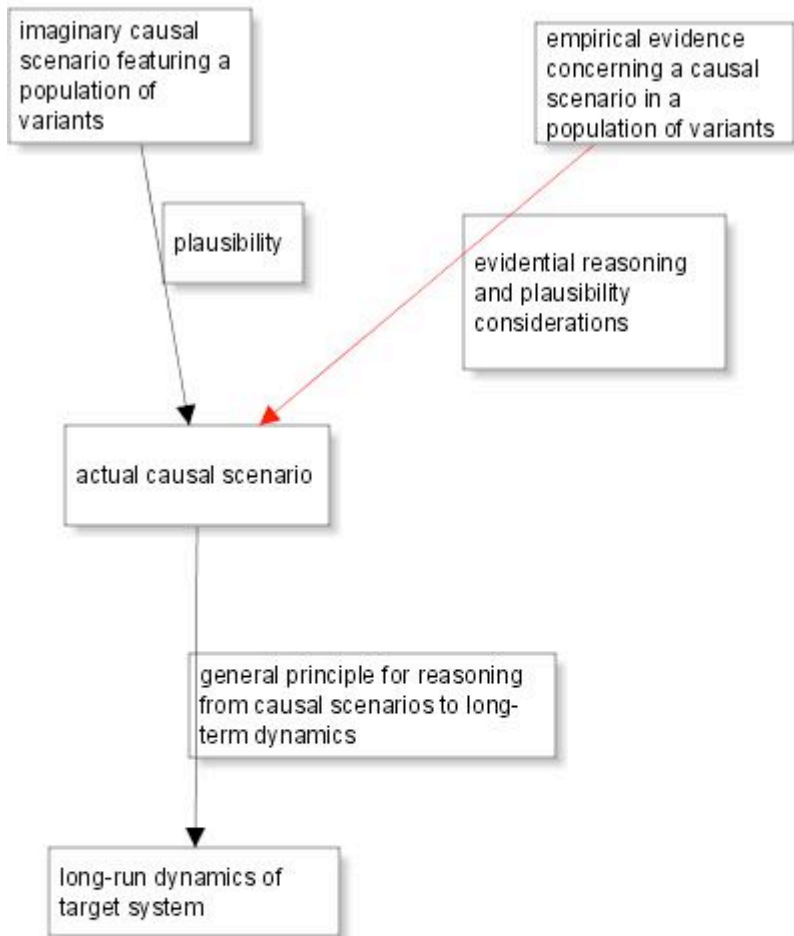 imaginary causal
scenario featuring a
population of
variants
empirical evidence
concerning a causal
scenario in a
population of variants
plausibility
evidential reasoning
and plausibility
considerations
actual causal scenario
general principle for reasoning
from causal scenarios to long-
term dynamics
long-run dynamics of
target system